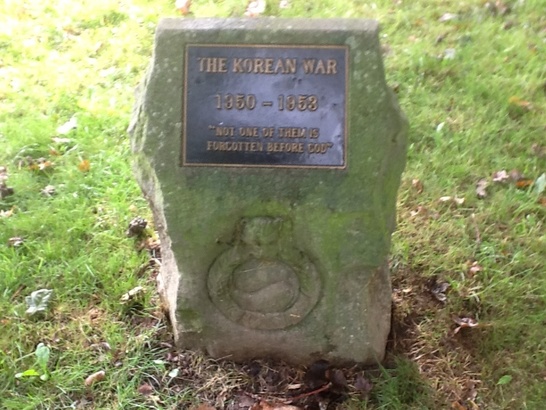 THE KOREAN WAR
1950 - 1953
"NOT ONE OF THEM IS
FORGOTTEN BEFORE GOD"